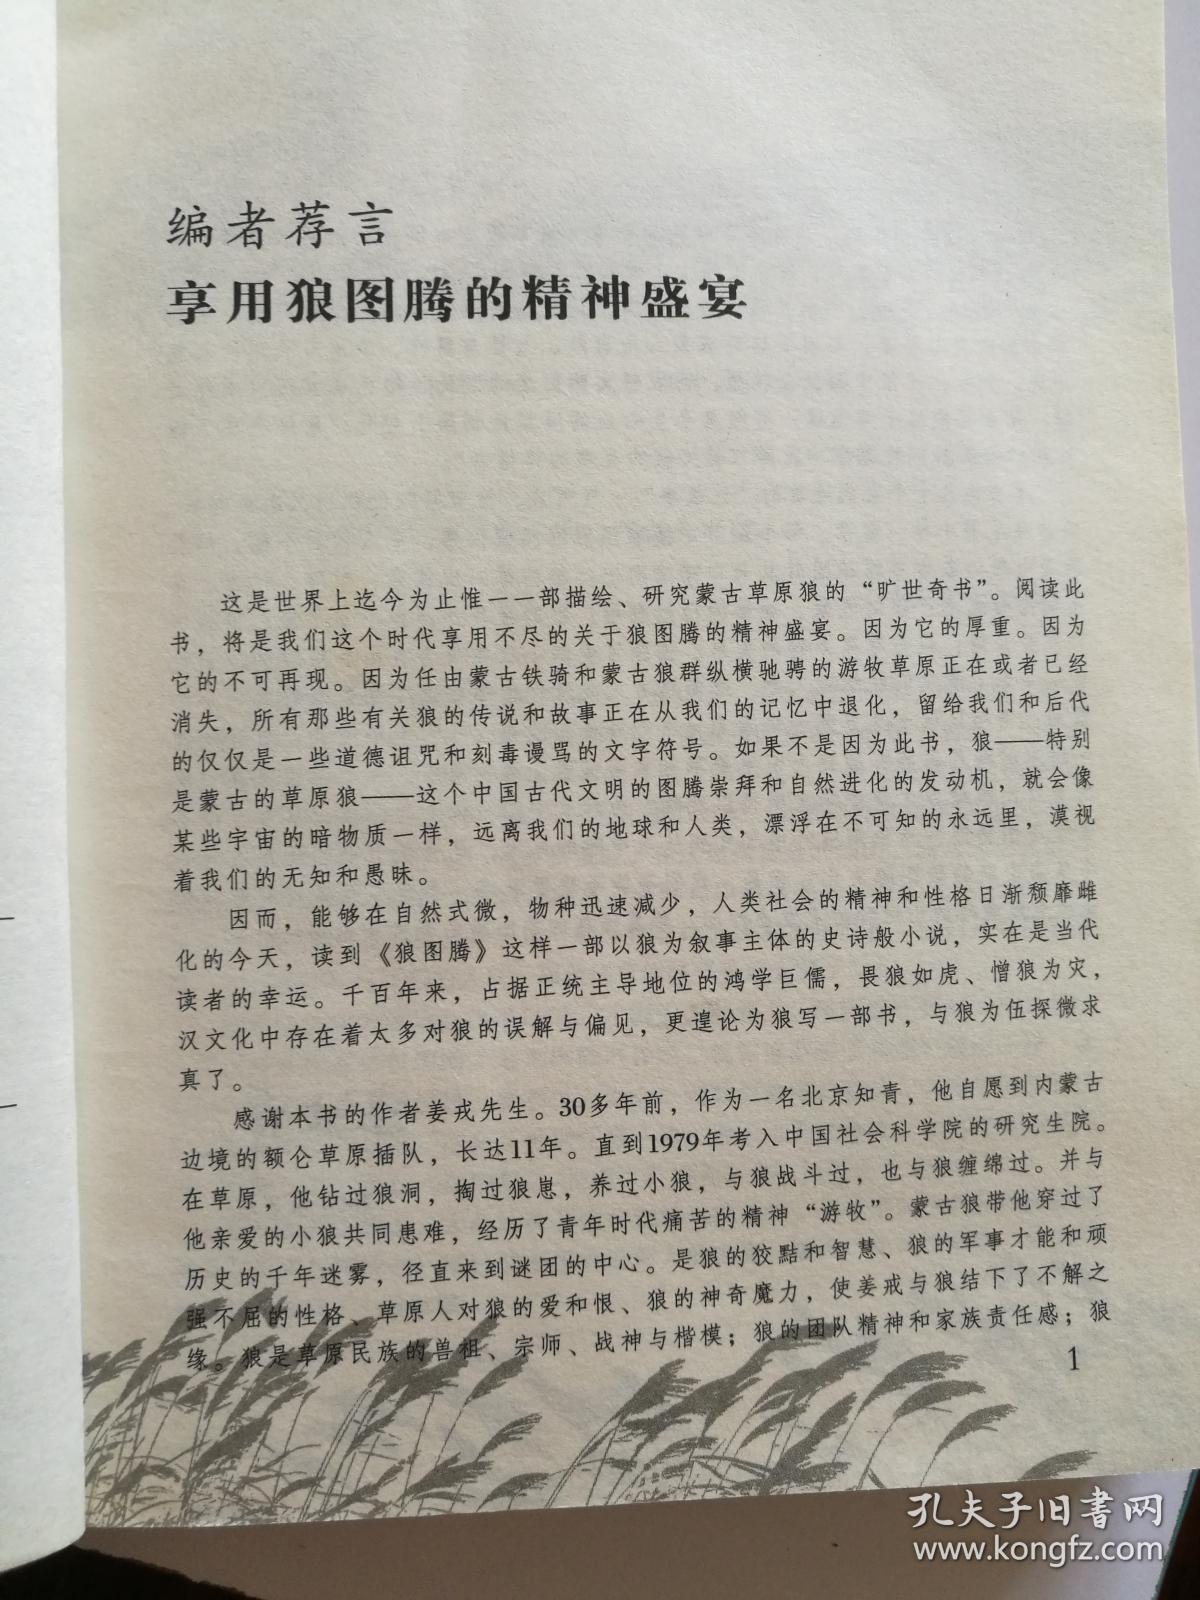 编者荐言
享用狼图腾的精神盛宴
这是世界上迄今为止惟一一部描绘、研究蒙古草原狼的“旷世奇书”。阅读此
书，将是我们这个时代享用不尽的关于狼图腾的精神盛宴。因为它的厚重。因为
它的不可再现。因为任由蒙古铁骑和蒙古狼群纵横驰骋的游牧草原正在或者已经
消失，所有那些有关狼的传说和故事正在从我们的记忆中退化，留给我们和后代
的仅仅是一些道德诅咒和刻毒谩骂的文字符号。如果不是因为此书，狼——特别
是蒙古的草原狼——这个中国古代文明的图腾崇拜和自然进化的发动机，就会像
某些宇宙的暗物质一样，远离我们的地球和人类，漂浮在不可知的永远里，漠视
着我们的无知和愚昧。
因而，能够在自然式微，物种迅速减少，人类社会的精神和性格日渐颓靡雌
化的今天，读到《狼图腾》这样一部以狼为叙事主体的史诗般小说，实在是当代
读者的幸运。千百年来，占据正统主导地位的鸿学巨儒，畏狼如虎、憎狼为灾，
汉文化中存在着太多对狼的误解与偏见，更遑论为狼写一部书，与狼为伍探微求
真了。
感谢本书的作者姜戎先生。30多年前，作为一名北京知青，他自愿到内蒙古
边境的额仑草原插队，长达11年。直到1979年考入中国社会科学院的研究生院。
在草原，他钻过狼洞，掏过狼崽，养过小狼，与狼战斗过，也与狼缠绵过。并与
他亲爱的小狼共同患难，经历了青年时代痛苦的精神“游牧”。蒙古狼带他穿过了
历史的千年迷雾，径直来到谜团的中心。是狼的狡黠和智慧、狼的军事才能和顽
强不屈的性格、草原人对狼的爱和恨、狼的神奇魔力，使姜戎与狼结下了不解之
缘。狼是草原民族的兽祖、宗师、战神与楷模；狼的团队精神和家族责任感；狼
1
孔夫子旧书网
www.kongfz.com